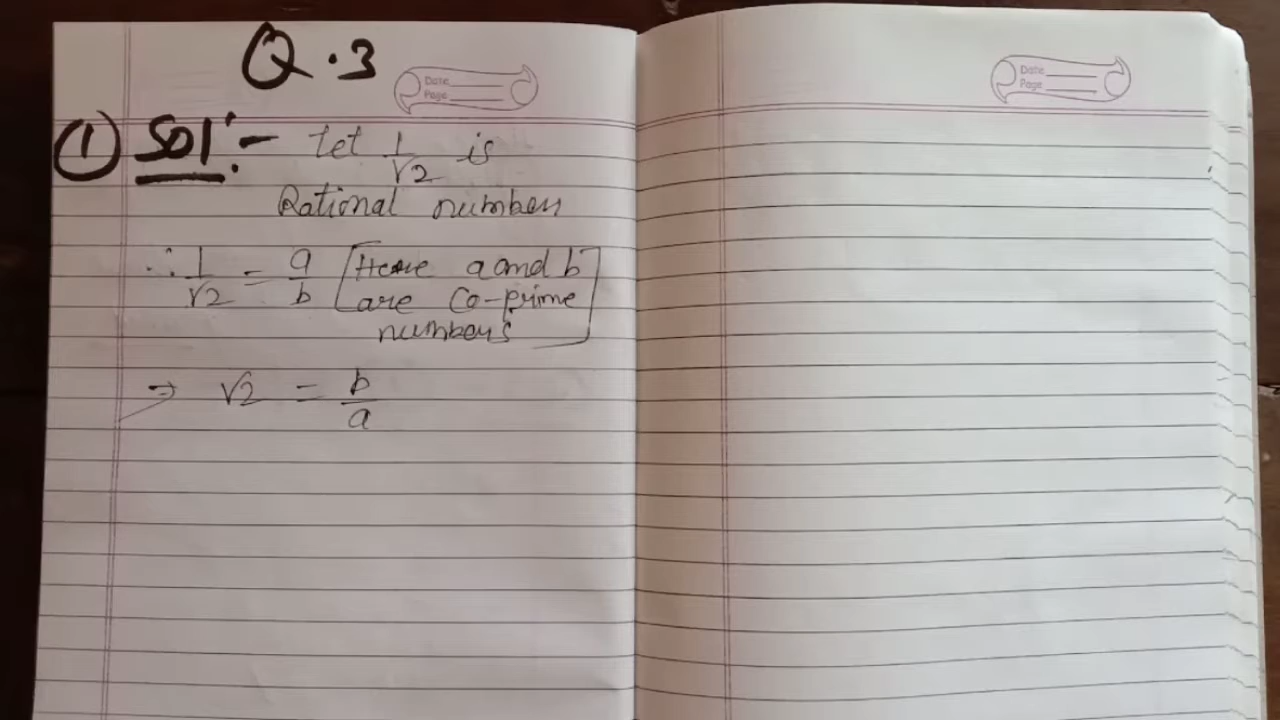 Q.3
Date
Page
Date
Page
① Sol':- Let 1/√2 is
Rational number
∴ 1/√2 = a/b [Here a and b
are Co-prime
numbers]
⇒ √2 = b/a